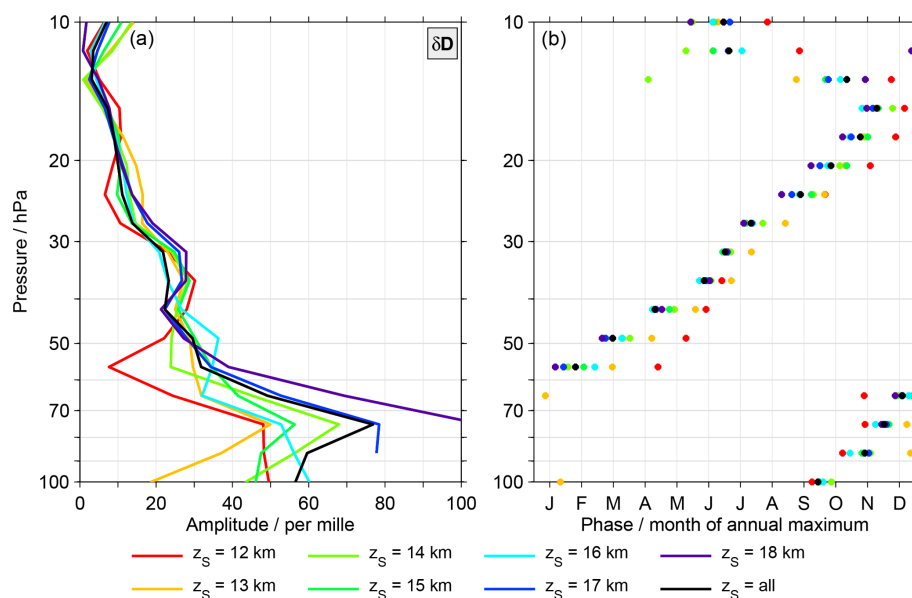 (a)
δD
(b)
10
20
30
50
70
100
Pressure / hPa
0 20 40 60 80 100
Amplitude / per mille
10
20
30
50
70
100
J F M A M J J A S O N D
Phase / month of annual maximum
z_S = 12 km
z_S = 14 km
z_S = 16 km
z_S = 18 km
z_S = 13 km
z_S = 15 km
z_S = 17 km
z_S = all